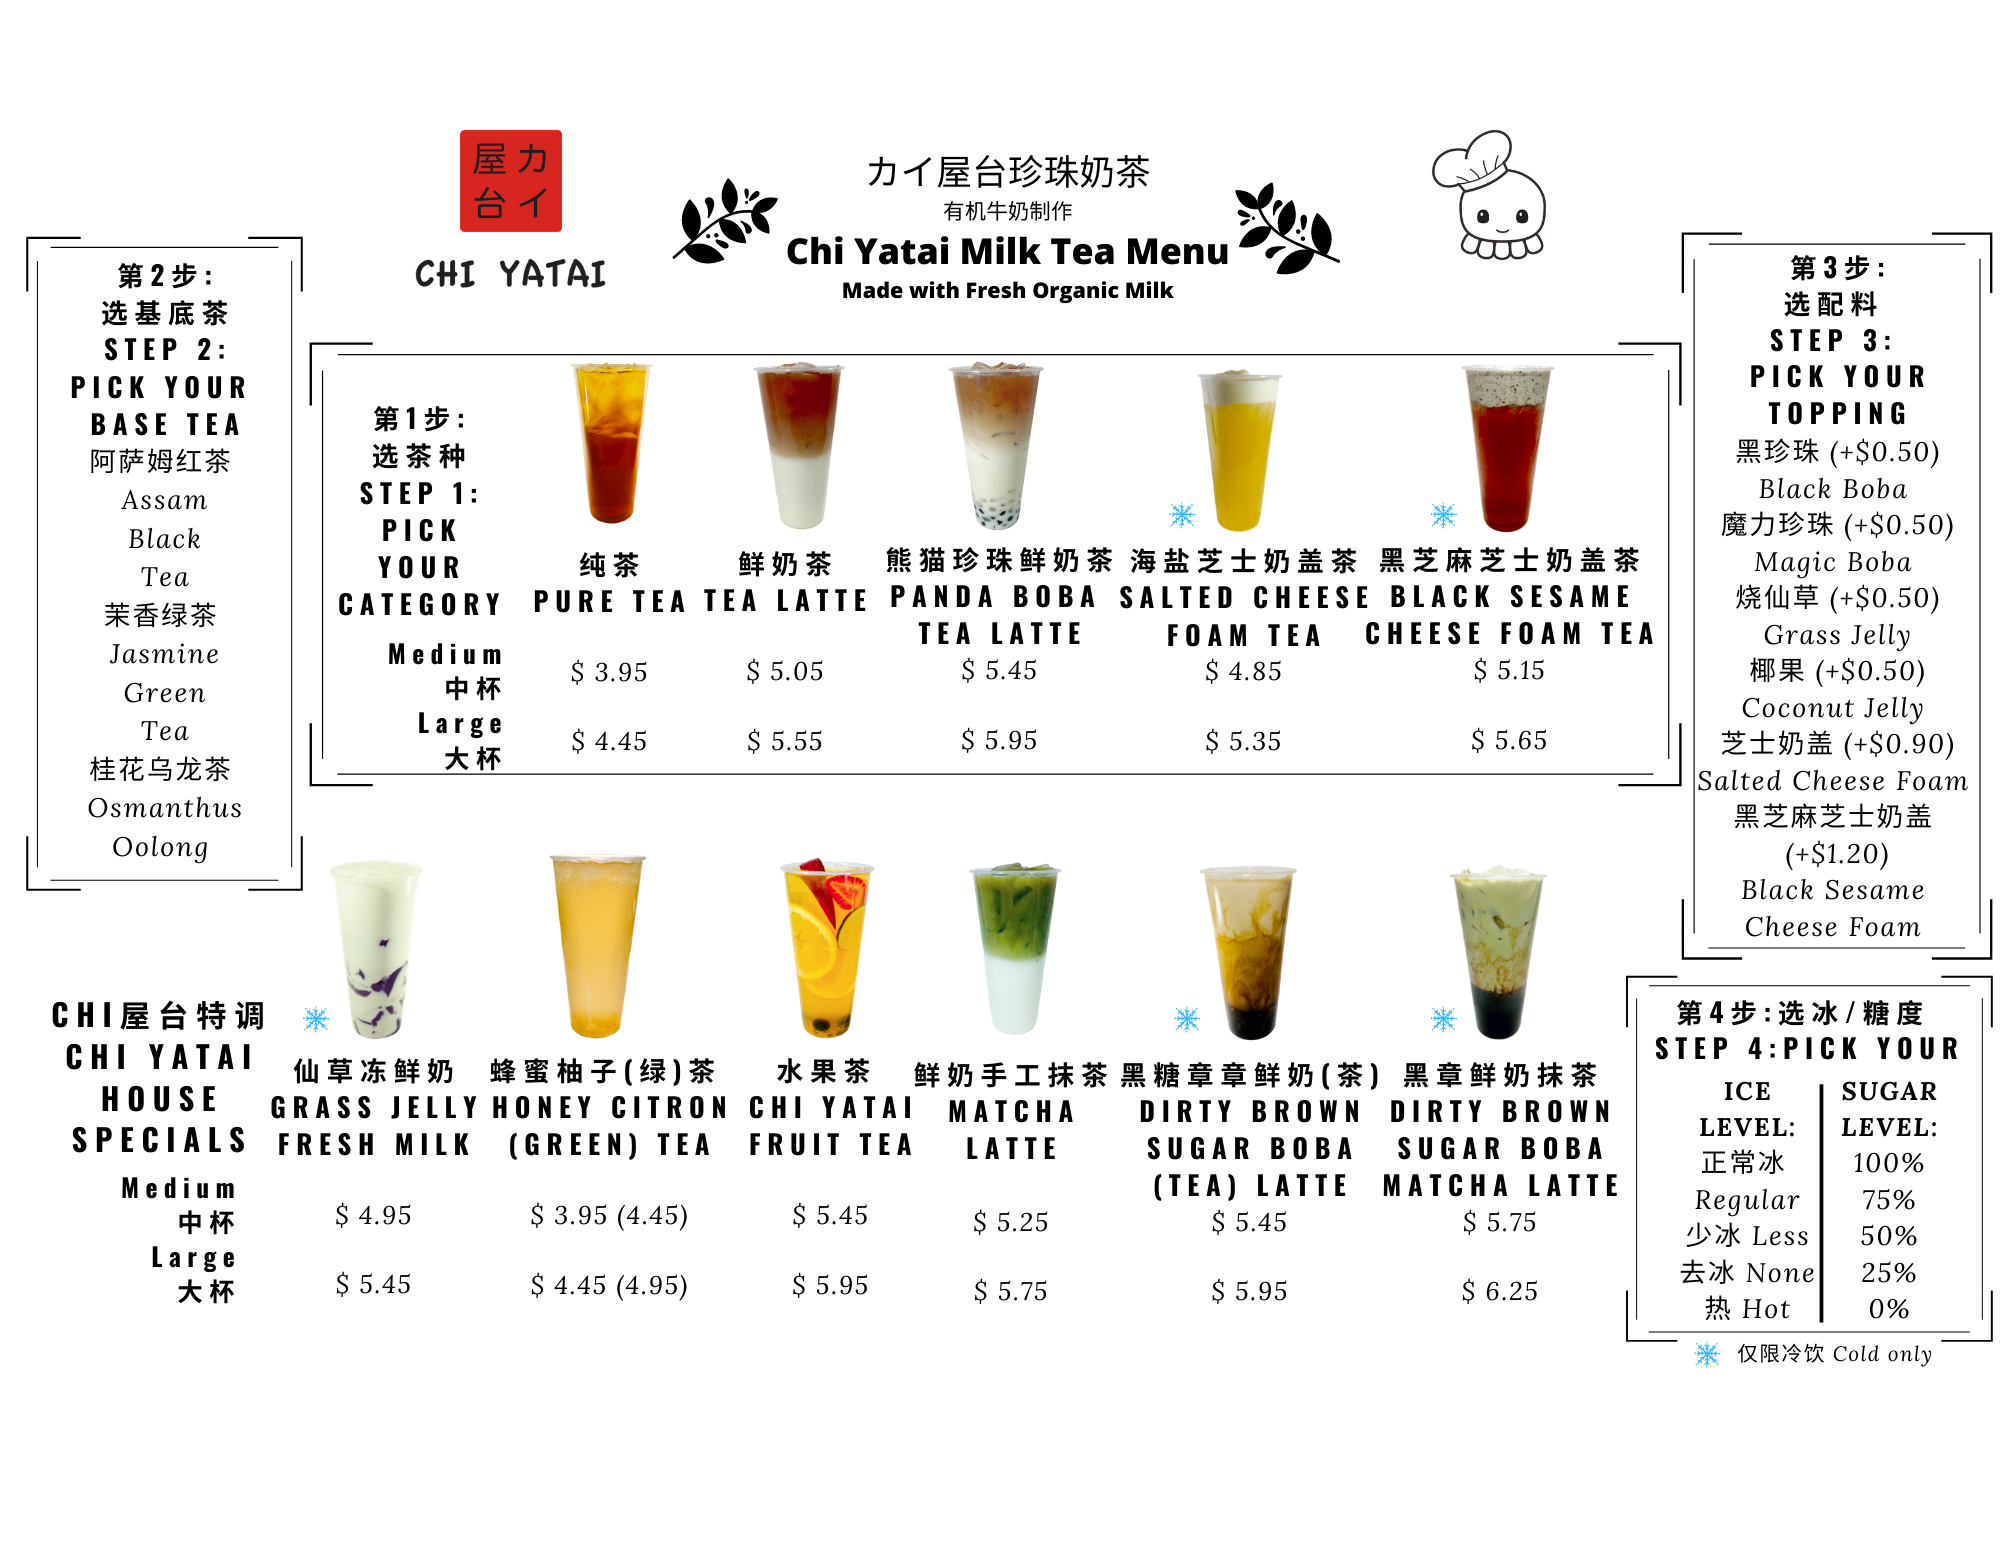 屋カ
台イ
CHI YATAI
カイ屋台珍珠奶茶
有机牛奶制作
Chi Yatai Milk Tea Menu
Made with Fresh Organic Milk
第1步:
选茶种
STEP 1:
PICK
YOUR
CATEGORY
纯茶
PURE TEA
鲜奶茶
TEA LATTE
熊猫珍珠鲜奶茶
PANDA BOBA
TEA LATTE
海盐芝士奶盖茶
SALTED CHEESE
FOAM TEA
黑芝麻芝士奶盖茶
BLACK SESAME
CHEESE FOAM TEA
Medium
中杯
$ 3.95
$ 5.05
$ 5.45
$ 4.85
$ 5.15
Large
大杯
$ 4.45
$ 5.55
$ 5.95
$ 5.35
$ 5.65
第2步:
选基底茶
STEP 2:
PICK YOUR
BASE TEA
阿萨姆红茶
Assam
Black
Tea
茉香绿茶
Jasmine
Green
Tea
桂花乌龙茶
Osmanthus
Oolong
第3步:
选配料
STEP 3:
PICK YOUR
TOPPING
黑珍珠 (+$0.50)
Black Boba
魔力珍珠 (+$0.50)
Magic Boba
烧仙草 (+$0.50)
Grass Jelly
椰果 (+$0.50)
Coconut Jelly
芝士奶盖 (+$0.90)
Salted Cheese Foam
黑芝麻芝士奶盖
(+$1.20)
Black Sesame
Cheese Foam
第4步:选冰/糖度
STEP 4:PICK YOUR
ICE
LEVEL:
正常冰
Regular
少冰 Less
去冰 None
热 Hot
SUGAR
LEVEL:
100%
75%
50%
25%
0%
仅限冷饮 Cold only
CHI屋台特调
CHI YATAI
HOUSE
SPECIALS
仙草冻鲜奶
GRASS JELLY
FRESH MILK
蜂蜜柚子(绿)茶
HONEY CITRON
(GREEN) TEA
水果茶
CHI YATAI
FRUIT TEA
鲜奶手工抹茶
MATCHA
LATTE
黑糖章章鲜奶(茶)
DIRTY BROWN
SUGAR BOBA
(TEA) LATTE
黑章鲜奶抹茶
DIRTY BROWN
SUGAR BOBA
MATCHA LATTE
Medium
中杯
$ 4.95
$ 3.95 (4.45)
$ 5.45
$ 5.25
$ 5.45
$ 5.75
Large
大杯
$ 5.45
$ 4.45 (4.95)
$ 5.95
$ 5.75
$ 5.95
$ 6.25